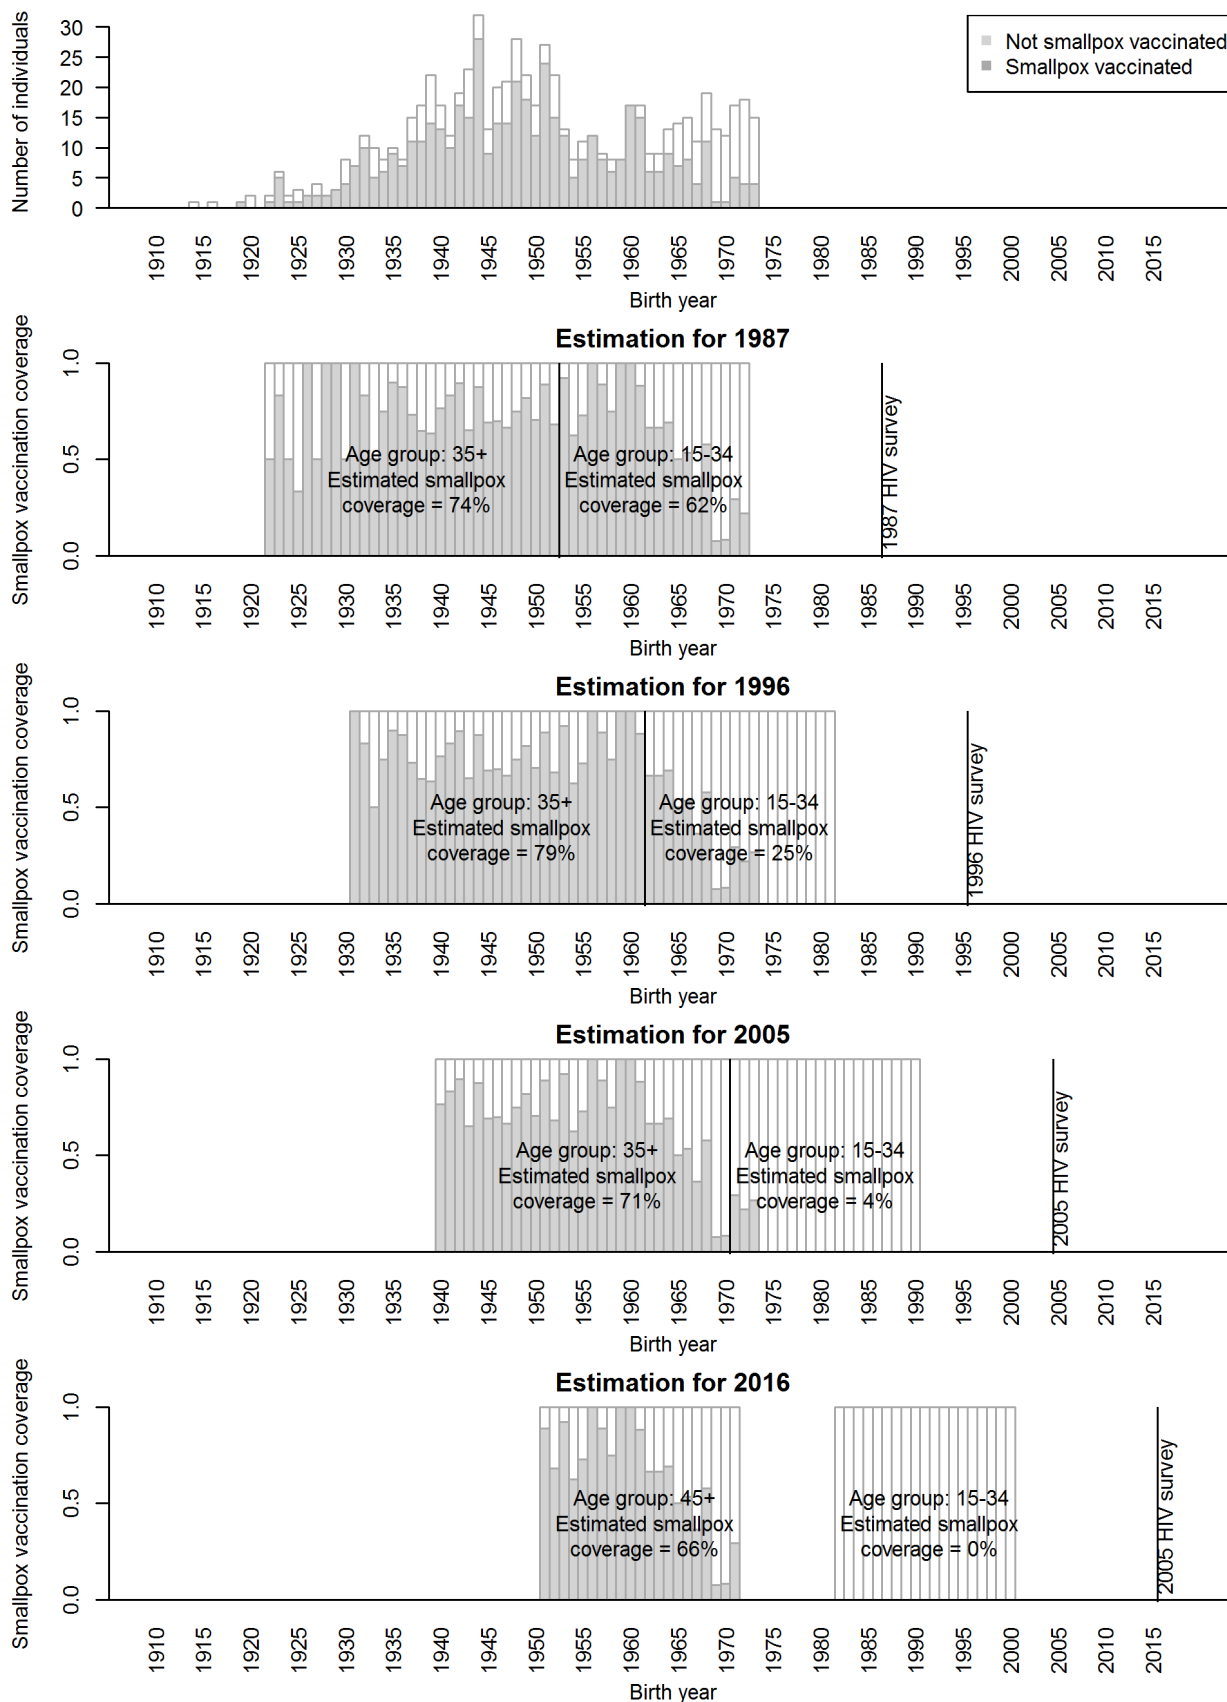 Number of individuals
30
25
20
15
10
5
0
Not smallpox vaccinated
Smallpox vaccinated
1910 1915 1920 1925 1930 1935 1940 1945 1950 1955 1960 1965 1970 1975 1980 1985 1990 1995 2000 2005 2010 2015
Birth year
Estimation for 1987
Smallpox vaccination coverage
1.0
0.5
0.0
Age group: 35+
Estimated smallpox
coverage = 74%
Age group: 15-34
Estimated smallpox
coverage = 62%
1987 HIV survey
1910 1915 1920 1925 1930 1935 1940 1945 1950 1955 1960 1965 1970 1975 1980 1985 1990 1995 2000 2005 2010 2015
Birth year
Estimation for 1996
Smallpox vaccination coverage
1.0
0.5
0.0
Age group: 35+
Estimated smallpox
coverage = 79%
Age group: 15-34
Estimated smallpox
coverage = 25%
1996 HIV survey
1910 1915 1920 1925 1930 1935 1940 1945 1950 1955 1960 1965 1970 1975 1980 1985 1990 1995 2000 2005 2010 2015
Birth year
Estimation for 2005
Smallpox vaccination coverage
1.0
0.5
0.0
Age group: 35+
Estimated smallpox
coverage = 71%
Age group: 15-34
Estimated smallpox
coverage = 4%
2005 HIV survey
1910 1915 1920 1925 1930 1935 1940 1945 1950 1955 1960 1965 1970 1975 1980 1985 1990 1995 2000 2005 2010 2015
Birth year
Estimation for 2016
Smallpox vaccination coverage
1.0
0.5
0.0
Age group: 45+
Estimated smallpox
coverage = 66%
Age group: 15-34
Estimated smallpox
coverage = 0%
2005 HIV survey
1910 1915 1920 1925 1930 1935 1940 1945 1950 1955 1960 1965 1970 1975 1980 1985 1990 1995 2000 2005 2010 2015
Birth year